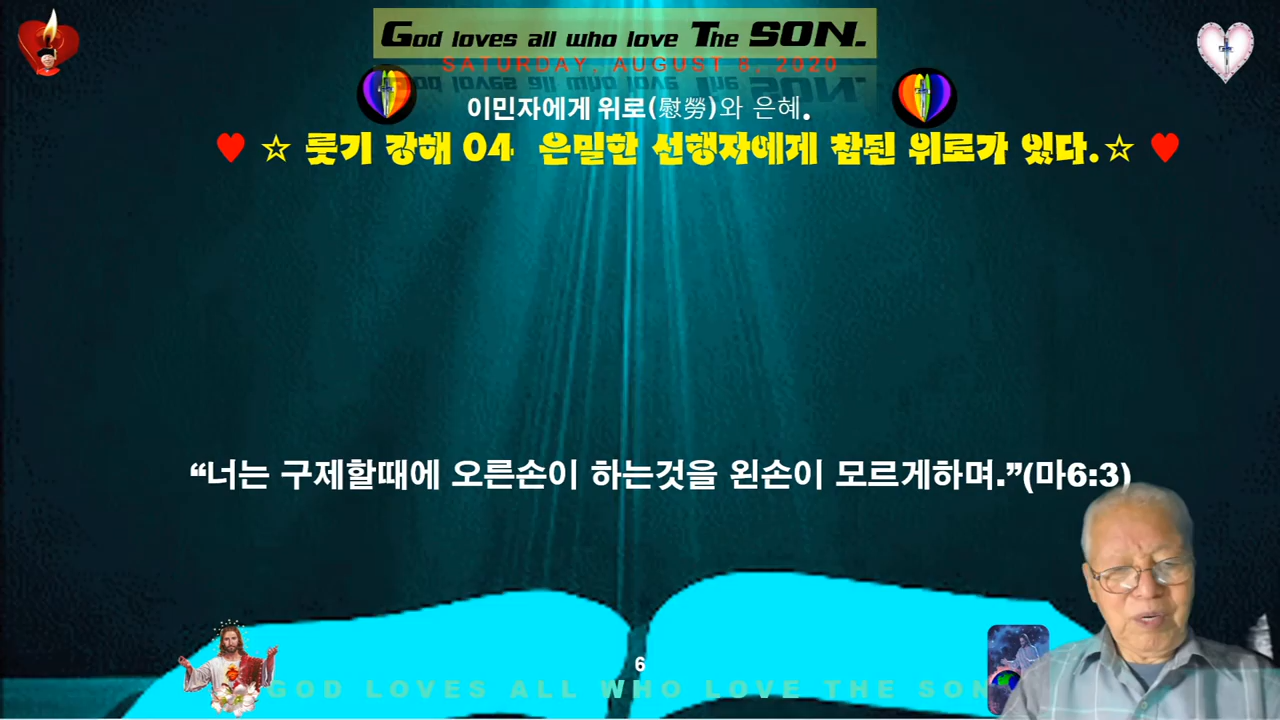 God loves all who love The SON.
SATURDAY, AUGUST 8, 2020
이민자에게 위로(慰勞)와 은혜.
♥ ☆ 룻기 강해 04 은밀한 선행자에게 참된 위로가 있다.☆ ♥
“너는 구제할때에 오른손이 하는것을 왼손이 모르게하며.”(마6:3)
6
GOD LOVES ALL WHO LOVE THE SON